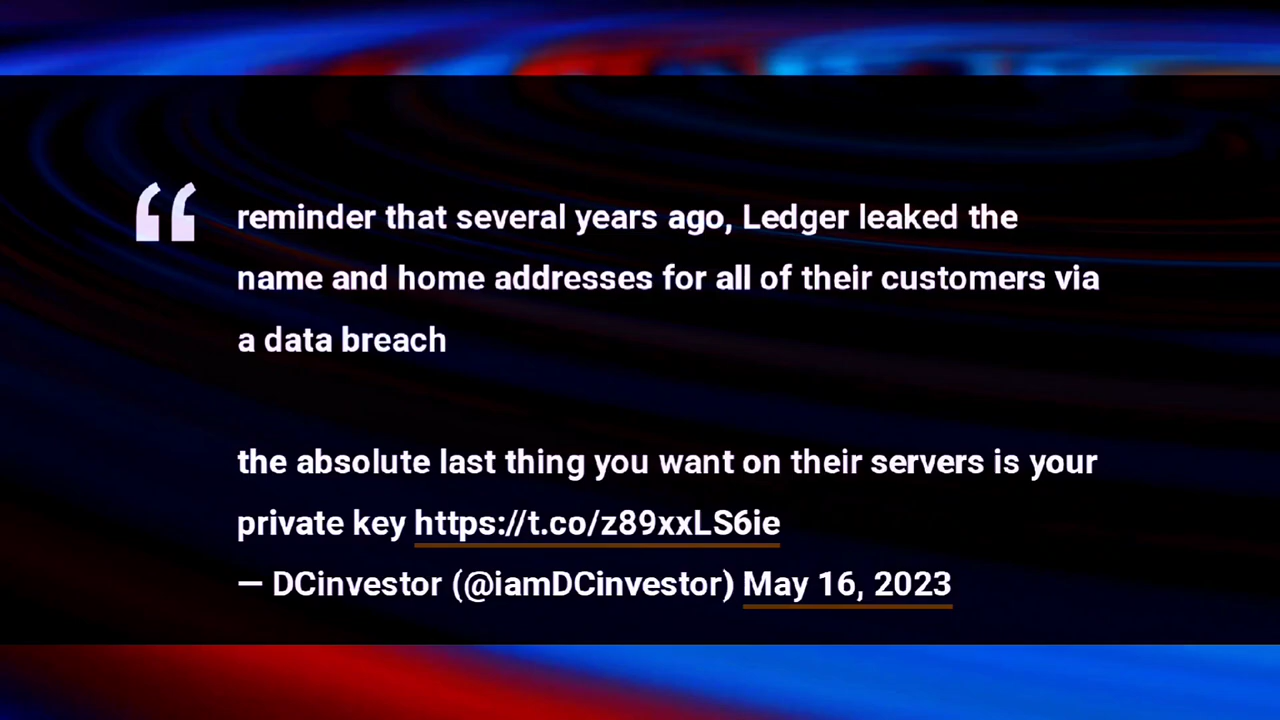 “ reminder that several years ago, Ledger leaked the
name and home addresses for all of their customers via
a data breach
the absolute last thing you want on their servers is your
private key https://t.co/z89xxLS6ie
— DCinvestor (@iamDCinvestor) May 16, 2023